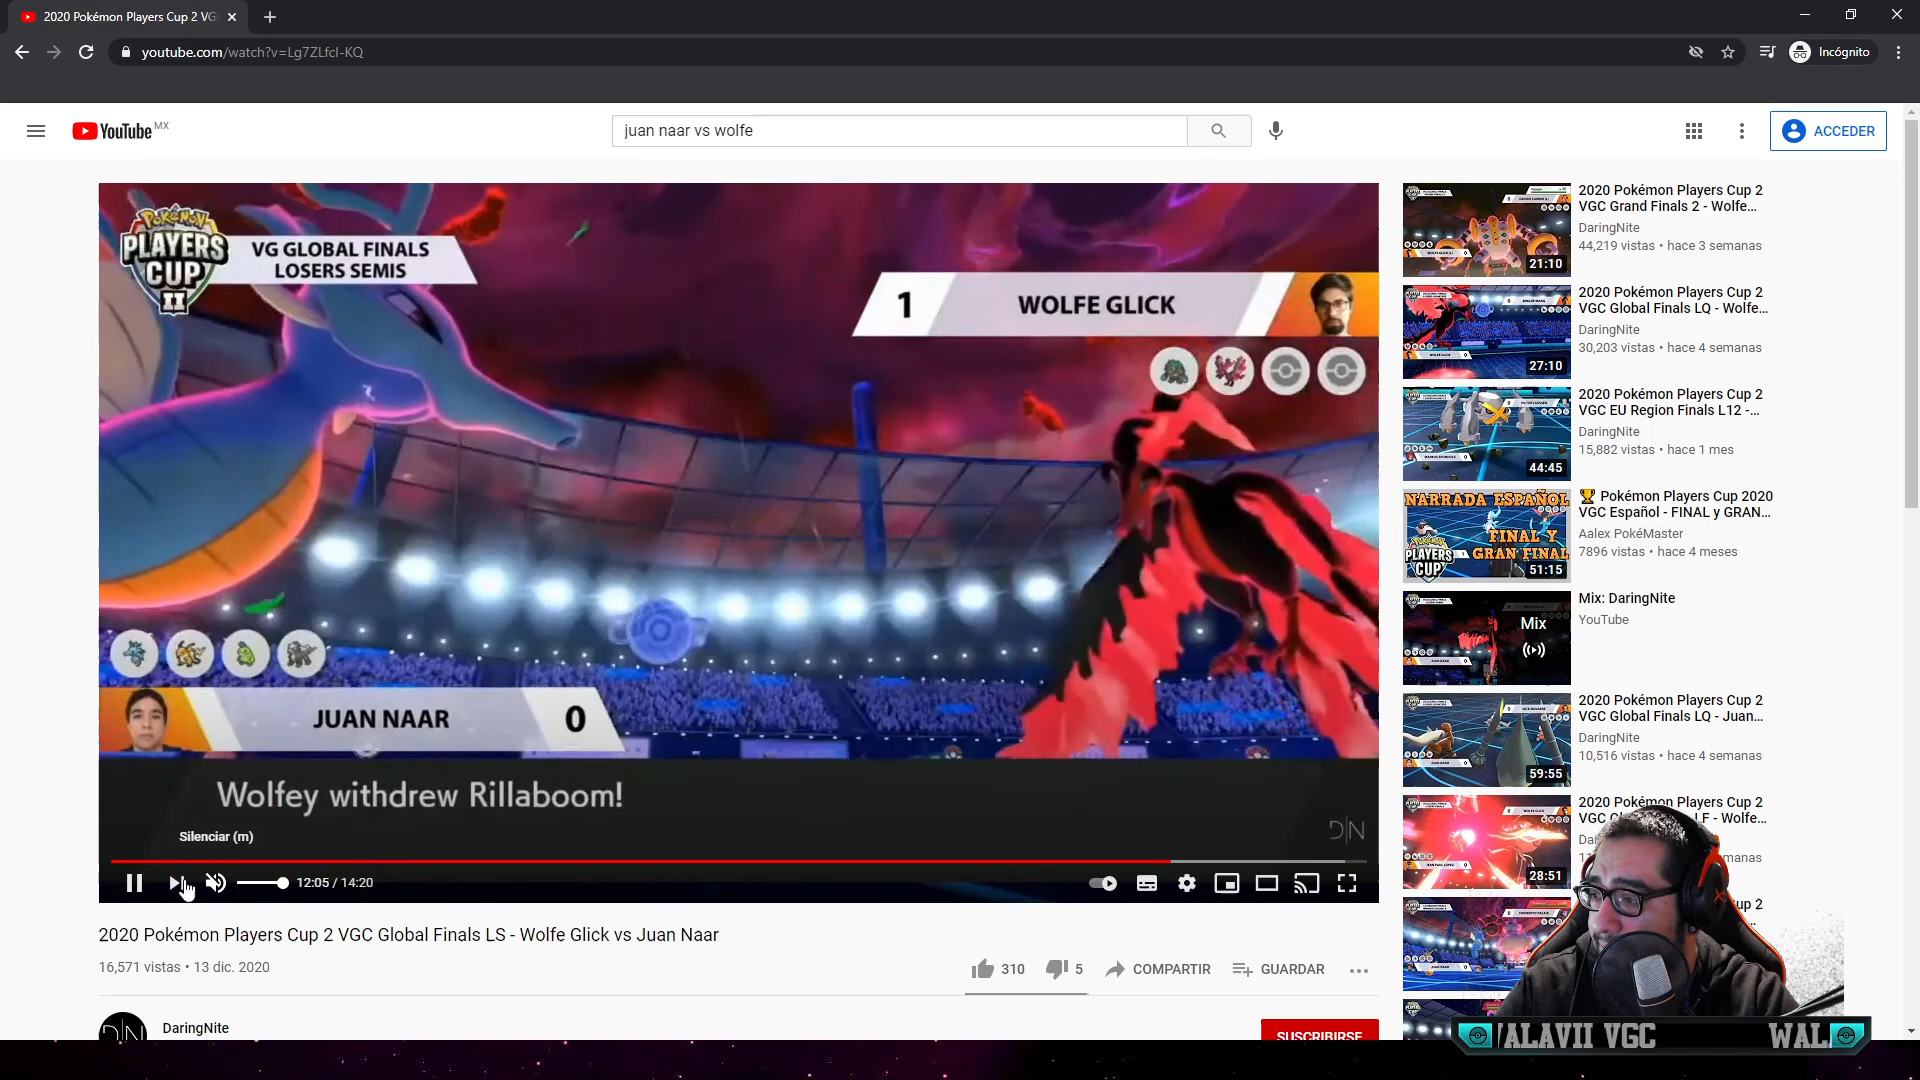 2020 Pokémon Players Cup 2 VG
youtube.com/watch?v=Lg7ZLfcI-KQ
Incógnito
YouTube MX
juan naar vs wolfe
ACCEDER
Pokémon
PLAYERS
CUP
II
VG GLOBAL FINALS
LOSERS SEMIS
1 WOLFE GLICK
JUAN NAAR 0
Wolfey withdrew Rillaboom!
D|N
Silenciar (m)
12:05 / 14:20
2020 Pokémon Players Cup 2 VGC Global Finals LS - Wolfe Glick vs Juan Naar
16,571 vistas • 13 dic. 2020
310
5
COMPARTIR
GUARDAR
D|N
DaringNite
SUSCRIBIRSE
2020 Pokémon Players Cup 2
VGC Grand Finals 2 - Wolfe...
DaringNite
44,219 vistas • hace 3 semanas
21:10
2020 Pokémon Players Cup 2
VGC Global Finals LQ - Wolfe...
DaringNite
30,203 vistas • hace 4 semanas
27:10
2020 Pokémon Players Cup 2
VGC EU Region Finals L12 -...
DaringNite
15,882 vistas • hace 1 mes
44:45
NARRADA ESPAÑOL
FINAL Y
GRAN FINAL
PLAYERS
CUP
51:15
Pokémon Players Cup 2020
VGC Español - FINAL y GRAN...
Aalex PokéMaster
7896 vistas • hace 4 meses
Mix
Mix: DaringNite
YouTube
2020 Pokémon Players Cup 2
VGC Global Finals LQ - Juan...
DaringNite
10,516 vistas • hace 4 semanas
59:55
2020 Pokémon Players Cup 2
LF - Wolfe...
28:51
ALAVII VGC WAL